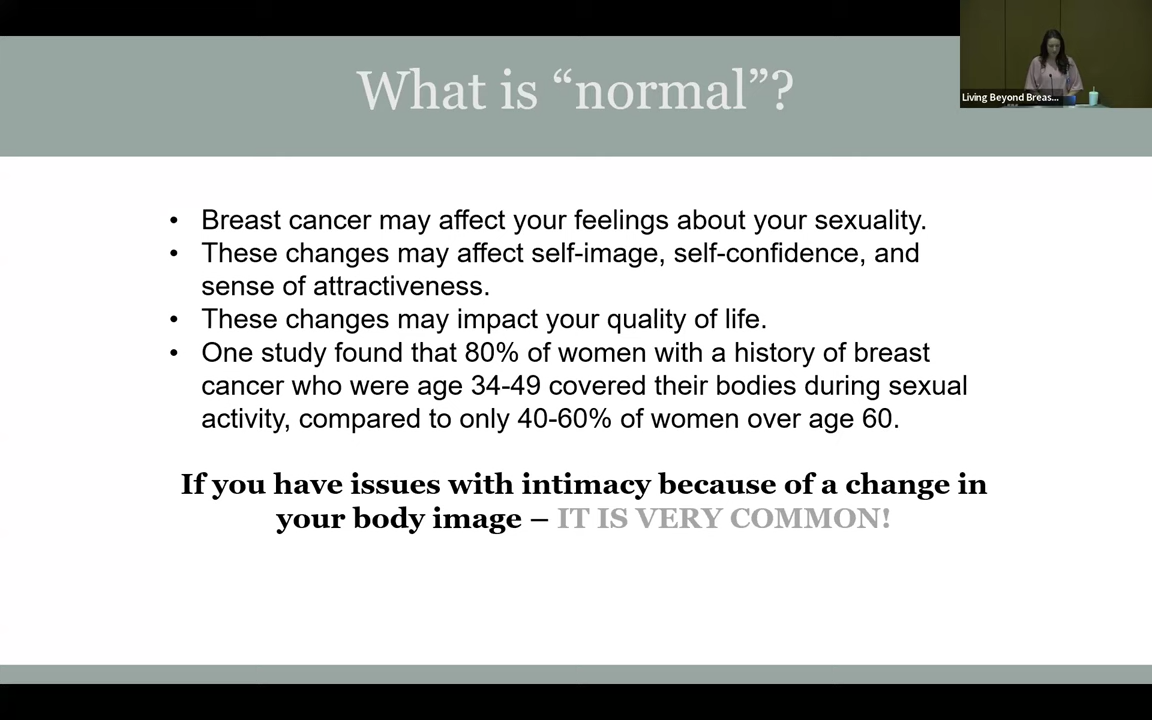 What is “normal”?
Living Beyond Breas...
• Breast cancer may affect your feelings about your sexuality.
• These changes may affect self-image, self-confidence, and
sense of attractiveness.
• These changes may impact your quality of life.
• One study found that 80% of women with a history of breast
cancer who were age 34-49 covered their bodies during sexual
activity, compared to only 40-60% of women over age 60.
If you have issues with intimacy because of a change in
your body image – IT IS VERY COMMON!